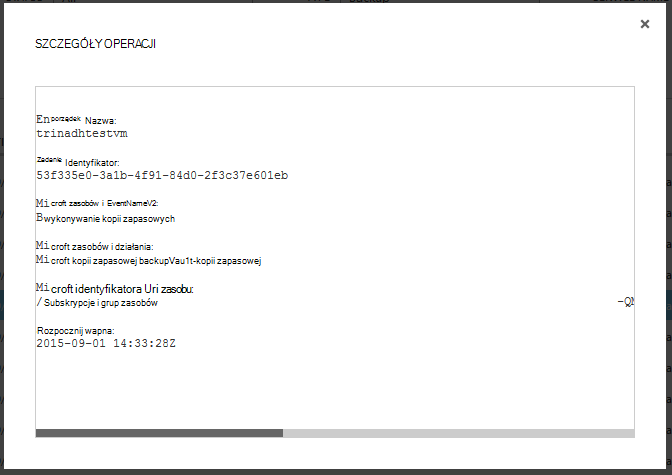 SZCZEGÓŁY OPERACJI
En porządek Nazwa:
trinadhtestvm
Zadanie Identyfikator:
53f335e0-3a1b-4f91-84d0-2f3c37e601eb
Mi croft zasobów i EventNameV2:
B wykonywanie kopii zapasowych
Mi croft zasobów i działania:
Mi croft kopii zapasowej backupVau1t-kopii zapasowej
Mi croft identyfikatora Uri zasobu:
/ Subskrypcje i grup zasobów -QN
Rozpocznij wapna:
2015-09-01 14:33:28Z